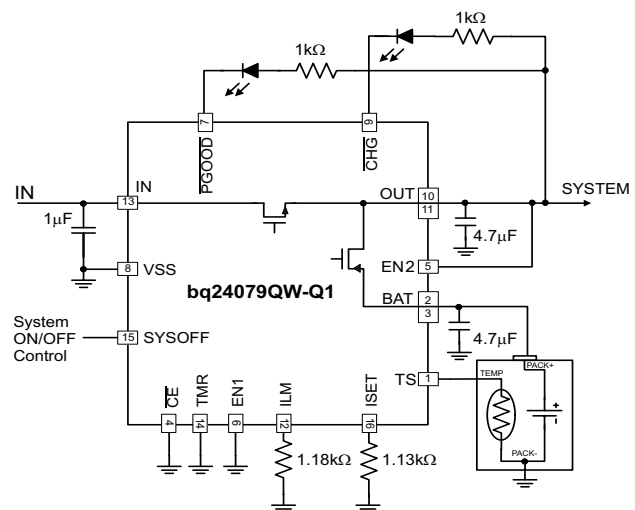 1kΩ
1kΩ
7
9
PGOOD
CHG
IN
IN
13
OUT
10
11
SYSTEM
1μF
4.7μF
8
VSS
EN2
5
bq24079QW-Q1
BAT
2
3
System
ON/OFF
Control
15
SYSOFF
4.7μF
PACK+
TS
1
TEMP
+
-
CE
TMR
EN1
ILM
ISET
4
14
6
12
16
PACK-
1.18kΩ
1.13kΩ